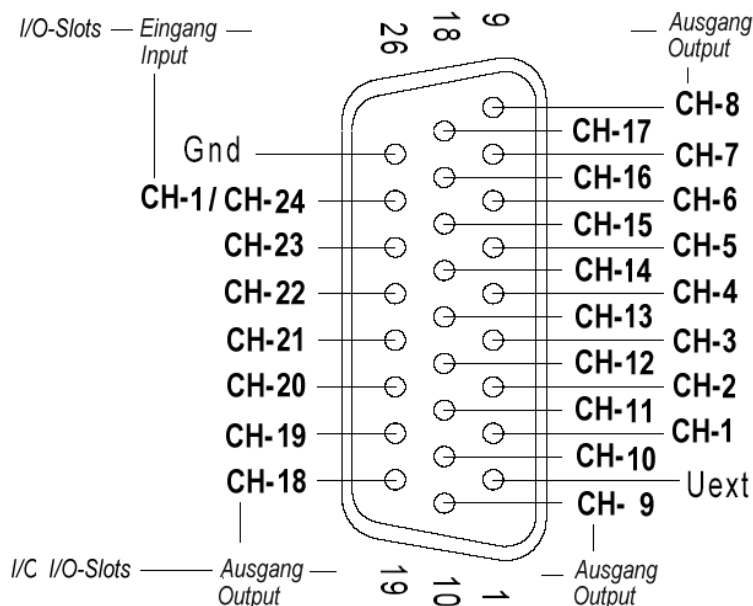 I/O-Slots — Eingang
Input
26
18
9
Ausgang
Output
CH-8
CH-17
Gnd
CH-7
CH-16
CH-1 / CH-24
CH-6
CH-15
CH-23
CH-5
CH-14
CH-22
CH-4
CH-13
CH-21
CH-3
CH-12
CH-20
CH-2
CH-11
CH-19
CH-1
CH-10
CH-18
Uext
CH- 9
I/C I/O-Slots
Ausgang
Output
19
10
1
Ausgang
Output